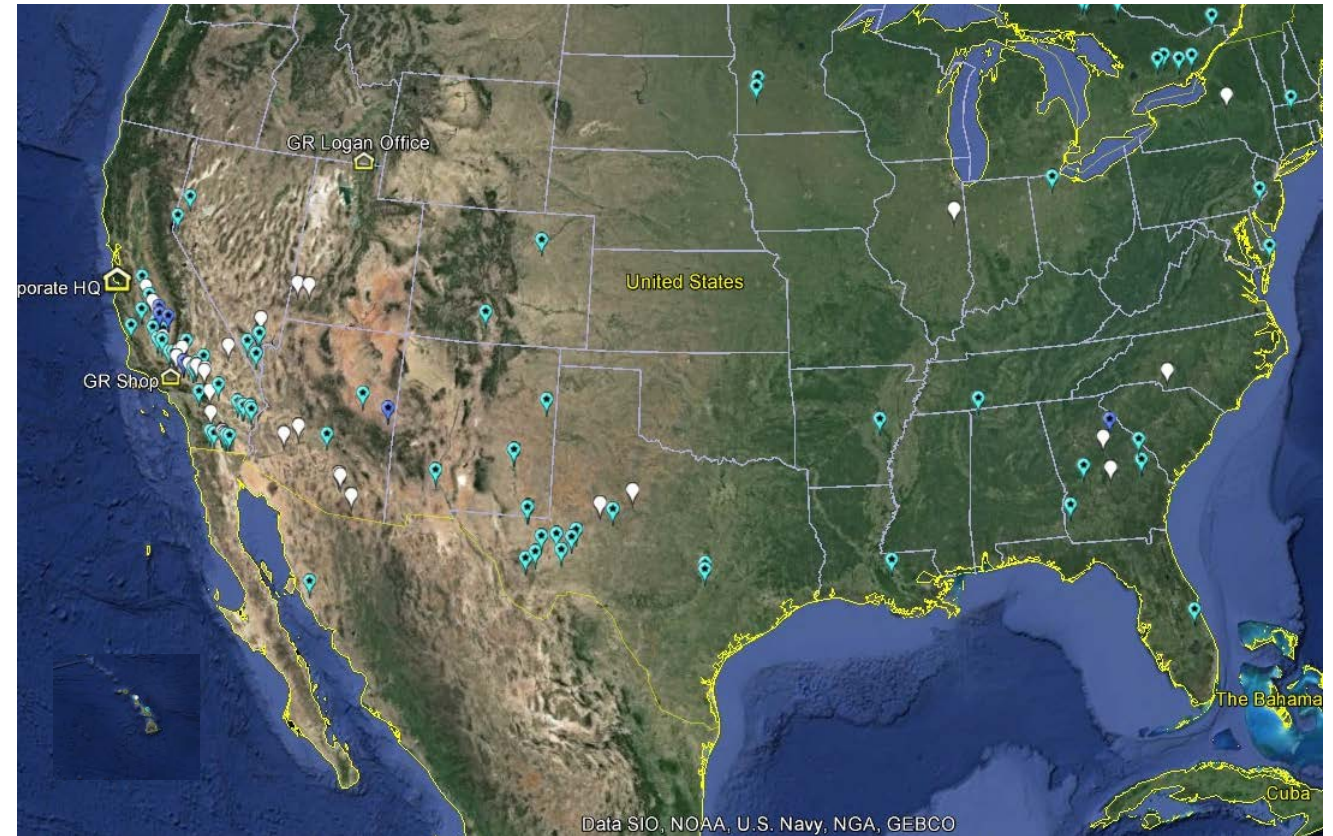 GR Logan Office
United States
porate HQ
GR Shop
The Bahama
Cuba
Data SIO, NOAA, U.S. Navy, NGA, GEBCO